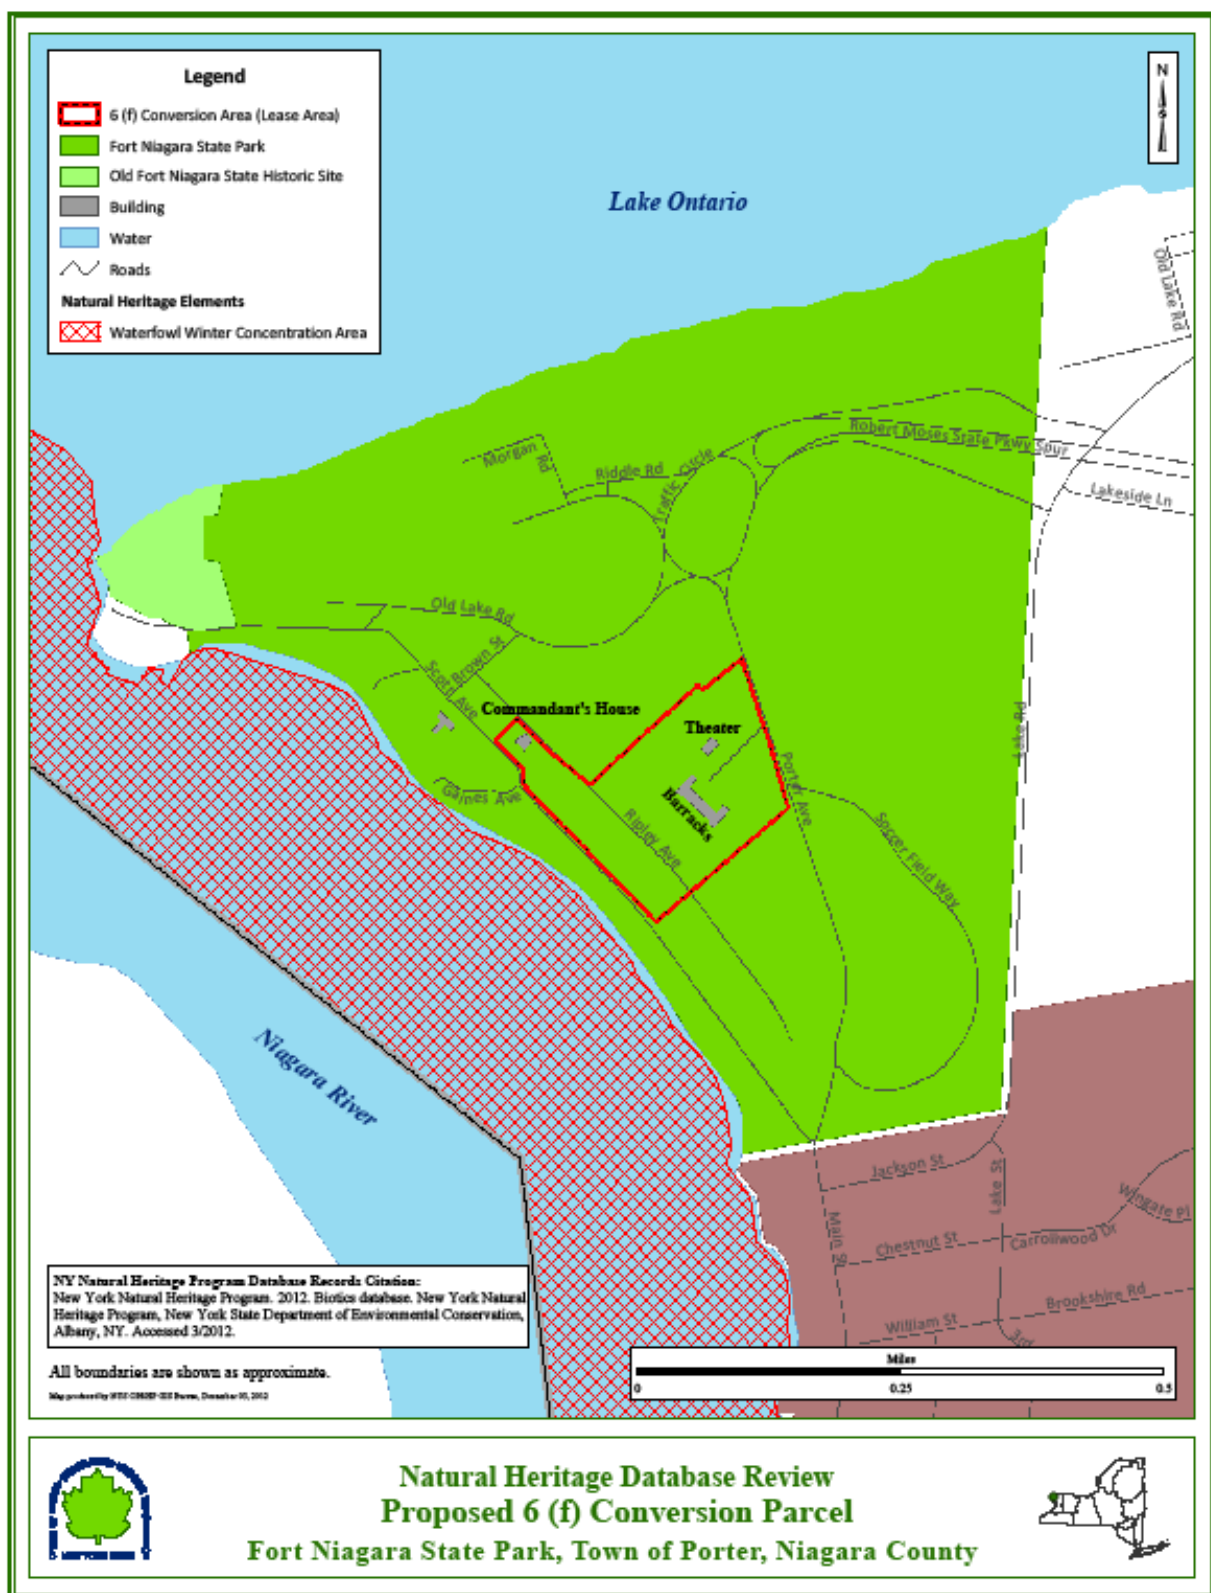 Legend
6 (f) Conversion Area (Lease Area)
Fort Niagara State Park
Old Fort Niagara State Historic Site
Building
Water
Roads
Natural Heritage Elements
Waterfowl Winter Concentration Area
N
Lake Ontario
Old Lake Rd
Robert Moses State Pkwy Spur
Lakeside Ln
Morgan Rd
Riddle Rd
Traffic Circle
Old Lake Rd
Brown St
Scott Ave
Commandant's House
Theater
Barracks
Porter Ave
Lake Rd
Gaines Ave
Ripley Ave
Soccer Field Way
Niagara River
Jackson St
Lake St
Wingate Pl
Main St
Chestnut St
Carrollwood Dr
Brookshire Rd
William St
3rd
NY Natural Heritage Program Database Records Citation:
New York Natural Heritage Program. 2012. Biotics database. New York Natural
Heritage Program, New York State Department of Environmental Conservation,
Albany, NY. Accessed 3/2012.
All boundaries are shown as approximate.
Miles
0 0.25 0.5
Natural Heritage Database Review
Proposed 6 (f) Conversion Parcel
Fort Niagara State Park, Town of Porter, Niagara County